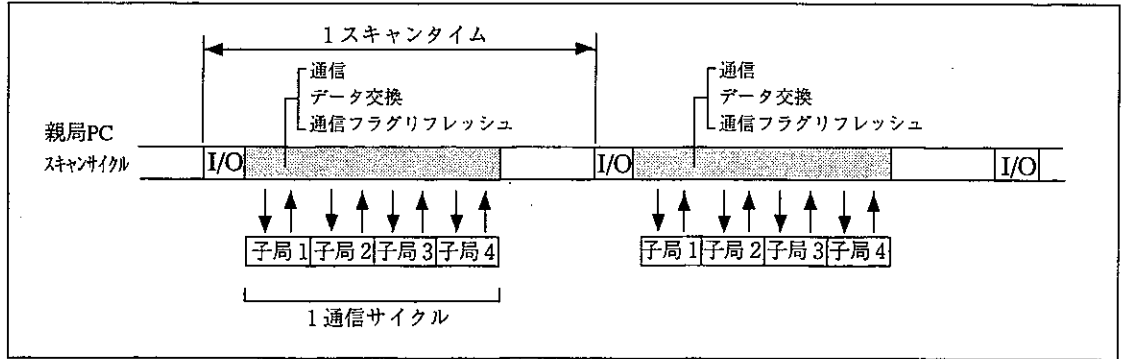 1スキャンタイム
通信
データ交換
通信フラグリフレッシュ
通信
データ交換
通信フラグリフレッシュ
親局PC
スキャンサイクル
I/O
I/O
I/O
子局1 子局2 子局3 子局4
子局1 子局2 子局3 子局4
1通信サイクル